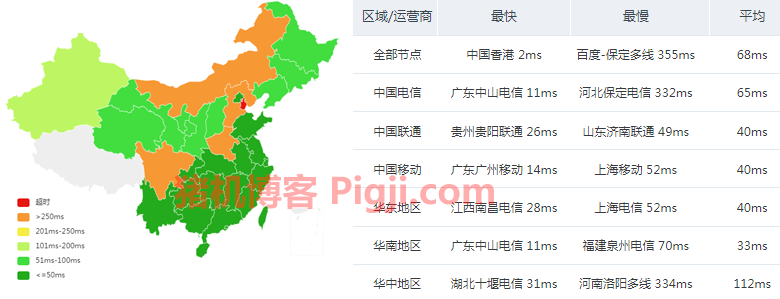 超时
>250ms
201ms-250ms
101ms-200ms
51ms-100ms
<=50ms
猪机博客 Pigji.com
区域/运营商 最快 最慢 平均
全部节点 中国香港 2ms 百度-保定多线 355ms 68ms
中国电信 广东中山电信 11ms 河北保定电信 332ms 65ms
中国联通 贵州贵阳联通 26ms 山东济南联通 49ms 40ms
中国移动 广东广州移动 14ms 上海移动 52ms 40ms
华东地区 江西南昌电信 28ms 上海电信 52ms 40ms
华南地区 广东中山电信 11ms 福建泉州电信 70ms 33ms
华中地区 湖北十堰电信 31ms 河南洛阳多线 334ms 112ms